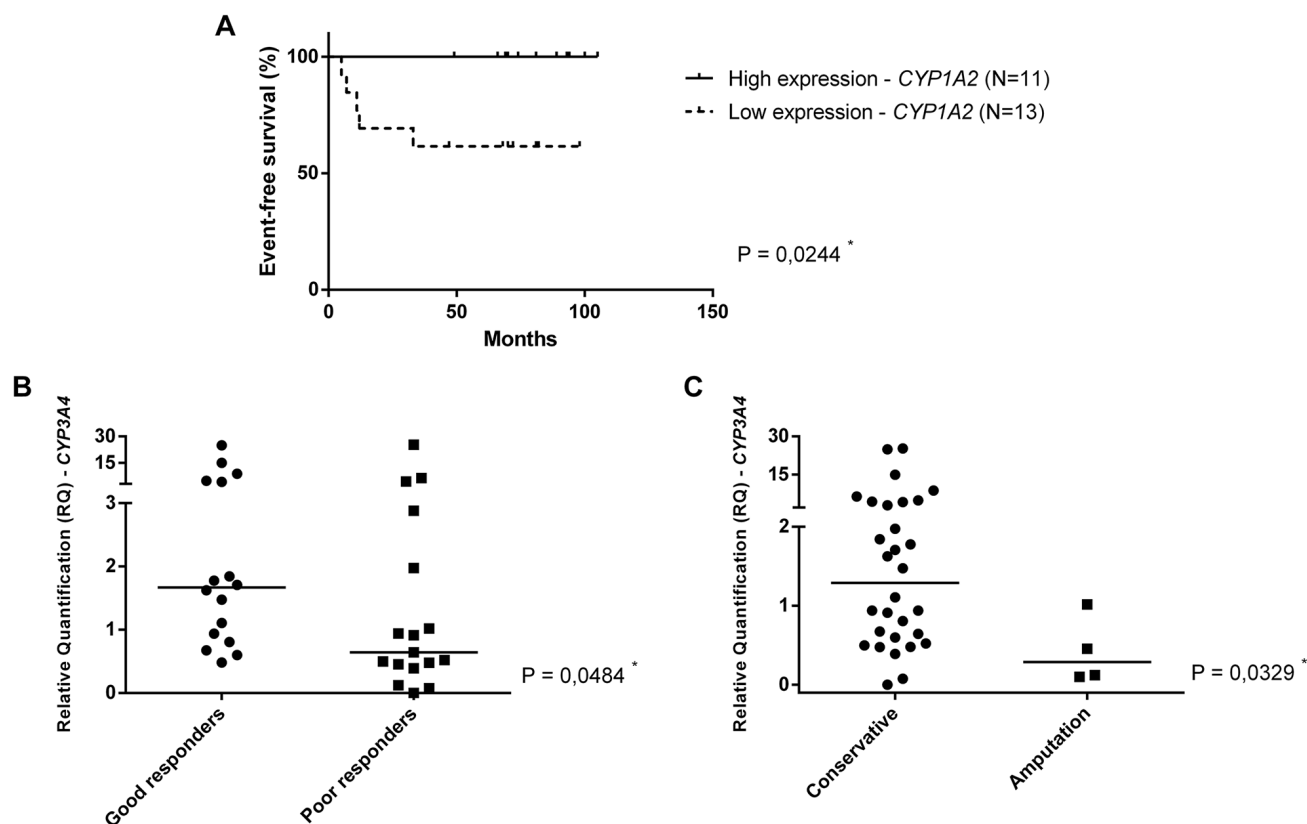 A
Event-free survival (%)
100
50
0
0 50 100 150
Months
High expression - CYP1A2 (N=11)
Low expression - CYP1A2 (N=13)
P = 0,0244 *
B
Relative Quantification (RQ) - CYP3A4
30
15
3
2
1
0
Good responders
Poor responders
P = 0,0484 *
C
Relative Quantification (RQ) - CYP3A4
30
15
2
1
0
Conservative
Amputation
P = 0,0329 *